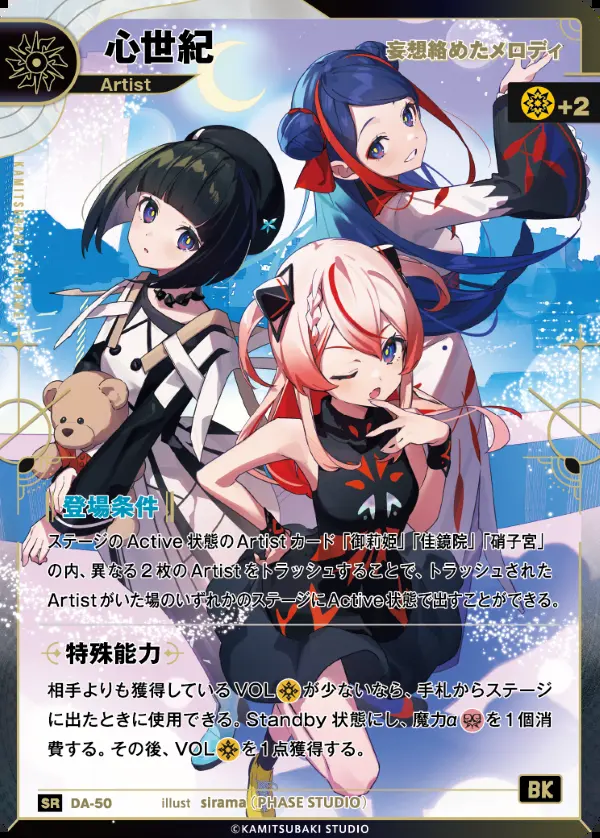 心世紀
妄想絡めたメロディ
Artist
+2
登場条件
ステージのActive状態のArtistカード「御莉姫」「佳鏡院」「硝子宮」
の内、異なる2枚のArtistをトラッシュすることで、トラッシュされた
Artistがいた場のいずれかのステージにActive状態で出すことができる。
特殊能力
相手よりも獲得しているVOLが少ないなら、手札からステージ
に出たときに使用できる。Standby状態にし、魔力αを1個消
費する。その後、VOLを1点獲得する。
BK
SR DA-50 illust sirama(PHASE STUDIO)
©KAMITSUBAKI STUDIO